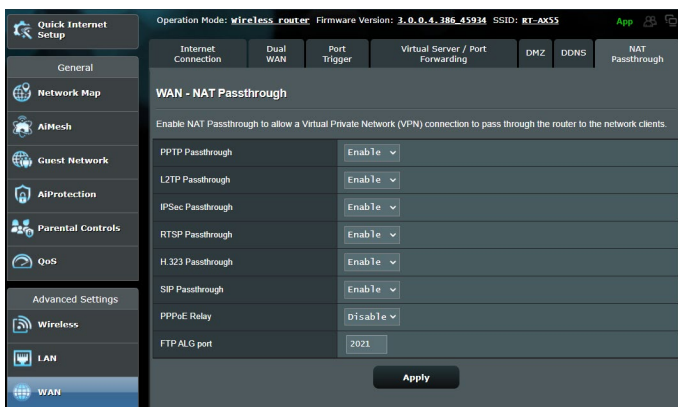 Quick Internet
Setup
Operation Mode: Wireless router Firmware Version: 3.0.0.4.386_45934 SSID: RT-AX55
App
Internet
Connection
Dual
WAN
Port
Trigger
Virtual Server / Port
Forwarding
DMZ
DDNS
NAT
Passthrough
General
Network Map
AiMesh
Guest Network
AiProtection
Parental Controls
QoS
Advanced Settings
Wireless
LAN
WAN
WAN - NAT Passthrough
Enable NAT Passthrough to allow a Virtual Private Network (VPN) connection to pass through the router to the network clients.
PPTP Passthrough Enable
L2TP Passthrough Enable
IPSec Passthrough Enable
RTSP Passthrough Enable
H.323 Passthrough Enable
SIP Passthrough Enable
PPPoE Relay Disable
FTP ALG port 2021
Apply